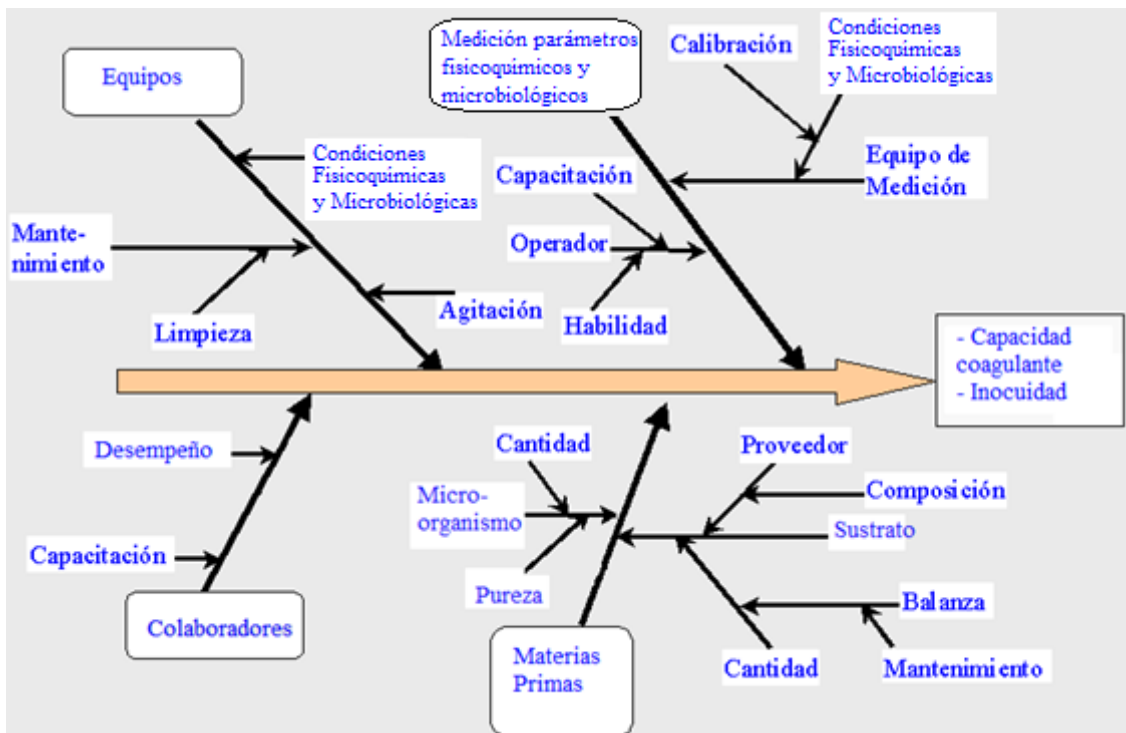 Equipos
Medición parámetros
fisicoquímicos y
microbiológicos
Calibración
Condiciones
Fisicoquímicas
y Microbiológicas
Condiciones
Fisicoquímicas
y Microbiológicas
Capacitación
Equipo de
Medición
Mante-
nimiento
Operador
Limpieza
Agitación
Habilidad
- Capacidad
coagulante
- Inocuidad
Desempeño
Cantidad
Proveedor
Micro-
organismo
Composición
Sustrato
Capacitación
Pureza
Balanza
Colaboradores
Materias
Primas
Cantidad
Mantenimiento